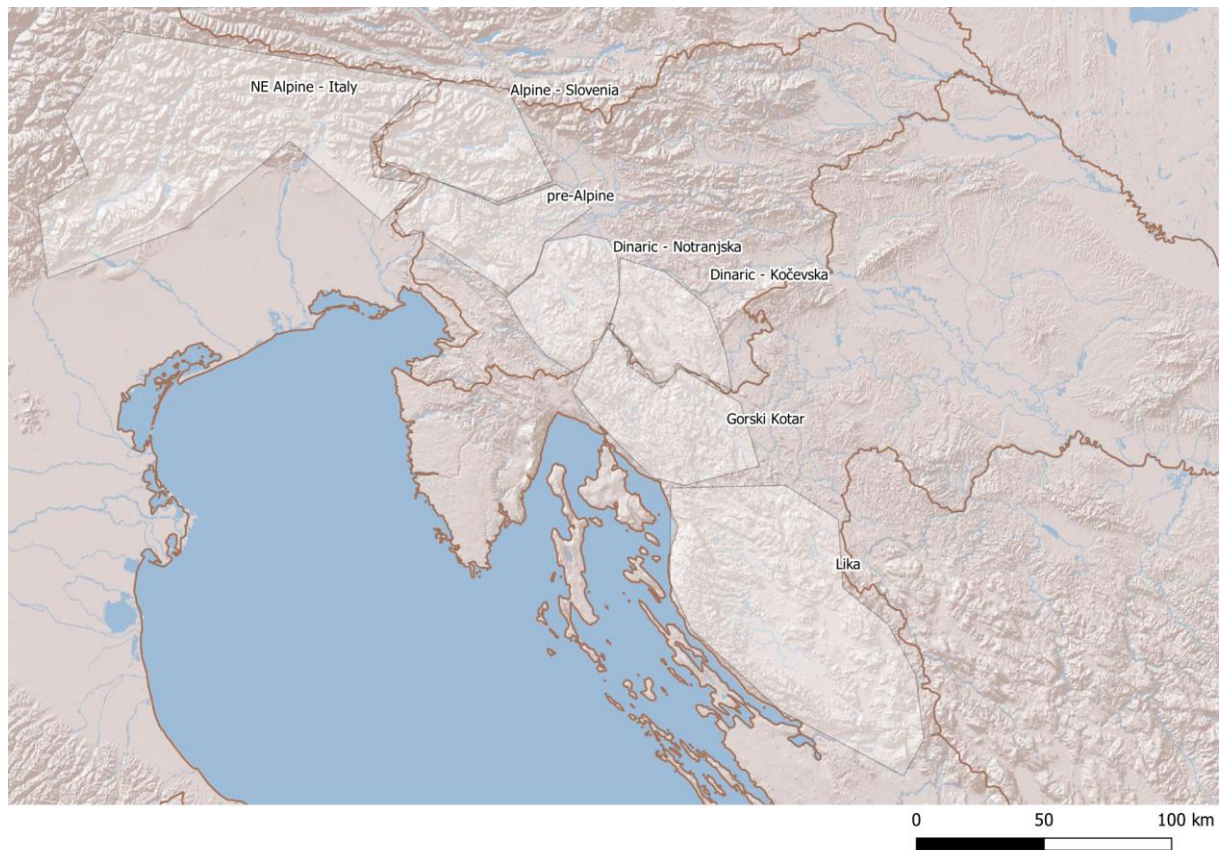 NE Alpine - Italy
Alpine - Slovenia
pre-Alpine
Dinaric - Notranjska
Dinaric - Kočevska
Gorski Kotar
Lika
0 50 100 km